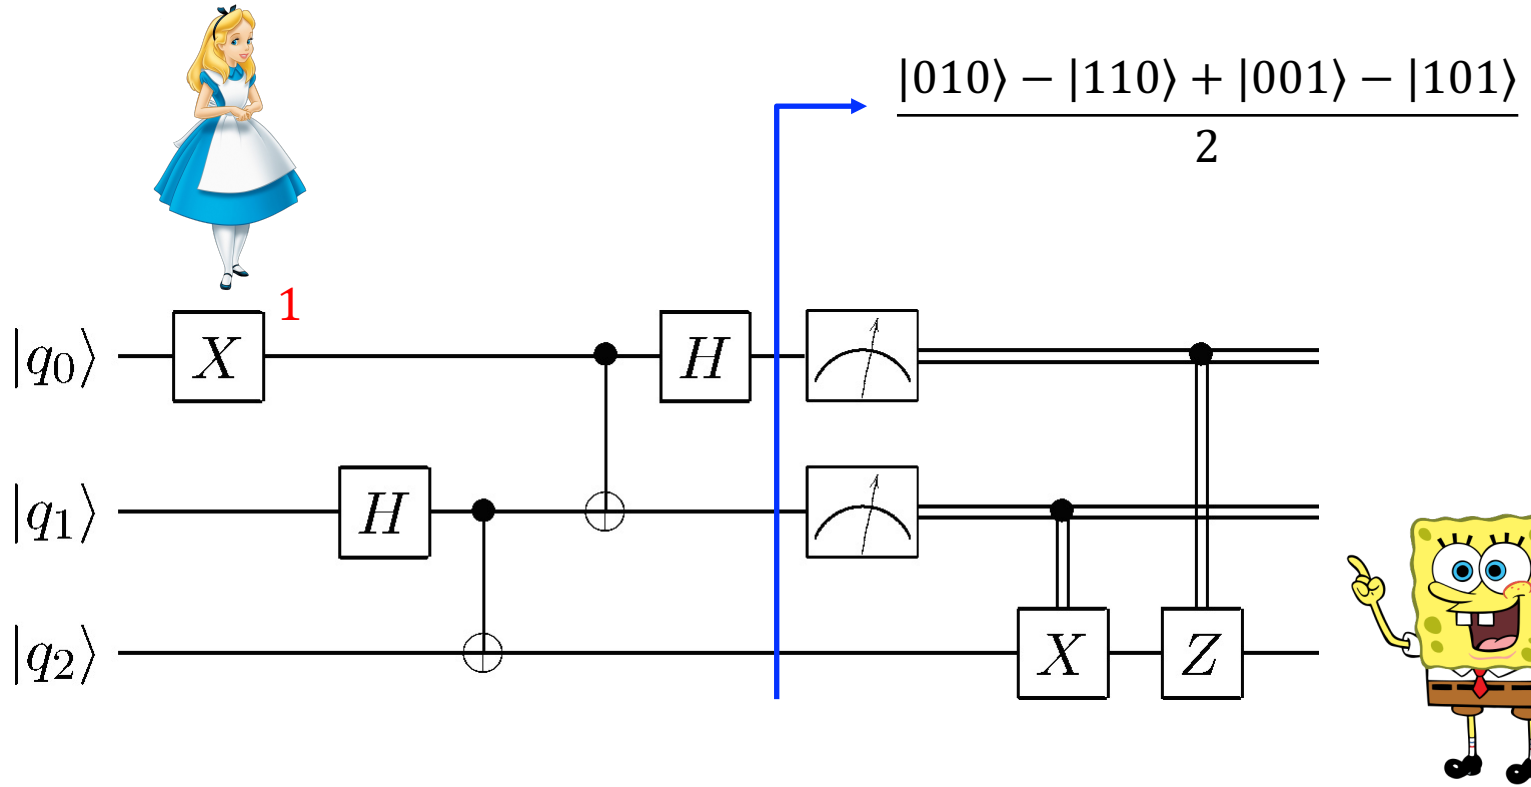 |010⟩ − |110⟩ + |001⟩ − |101⟩
2
1
|q₀⟩ X H
|q₁⟩ H
|q₂⟩ X Z